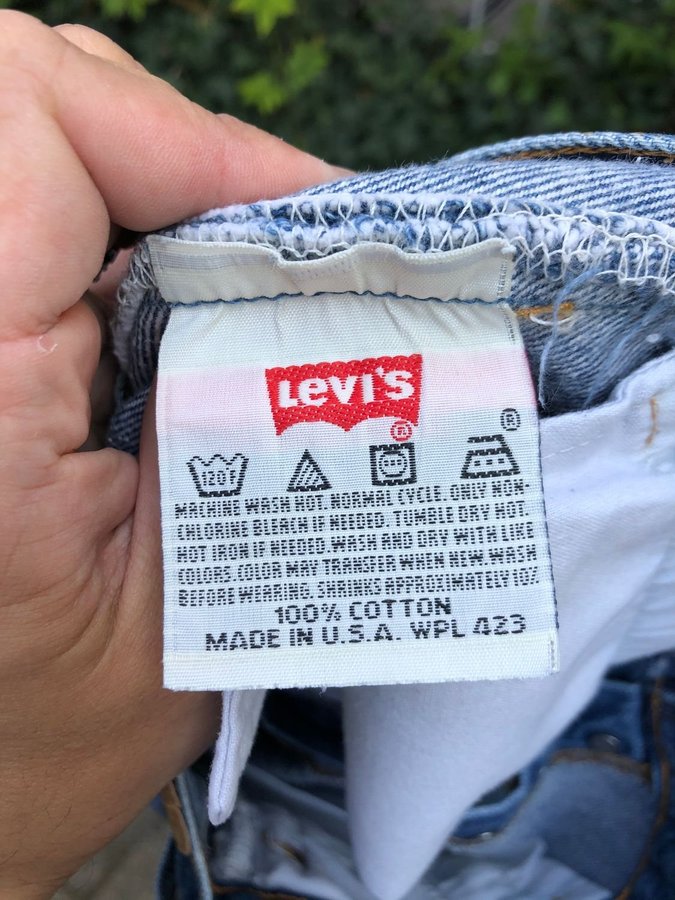 LEVI'S
®
®
120F
MACHINE WASH HOT. NORMAL CYCLE. ONLY NON-
CHLORINE BLEACH IF NEEDED. TUMBLE DRY HOT.
HOT IRON IF NEEDED. WASH AND DRY WITH LIKE
COLORS. COLOR MAY TRANSFER WHEN NEW. WASH
BEFORE WEARING. SHRINKS APPROXIMATELY 10%
100% COTTON
MADE IN U.S.A. WPL 423